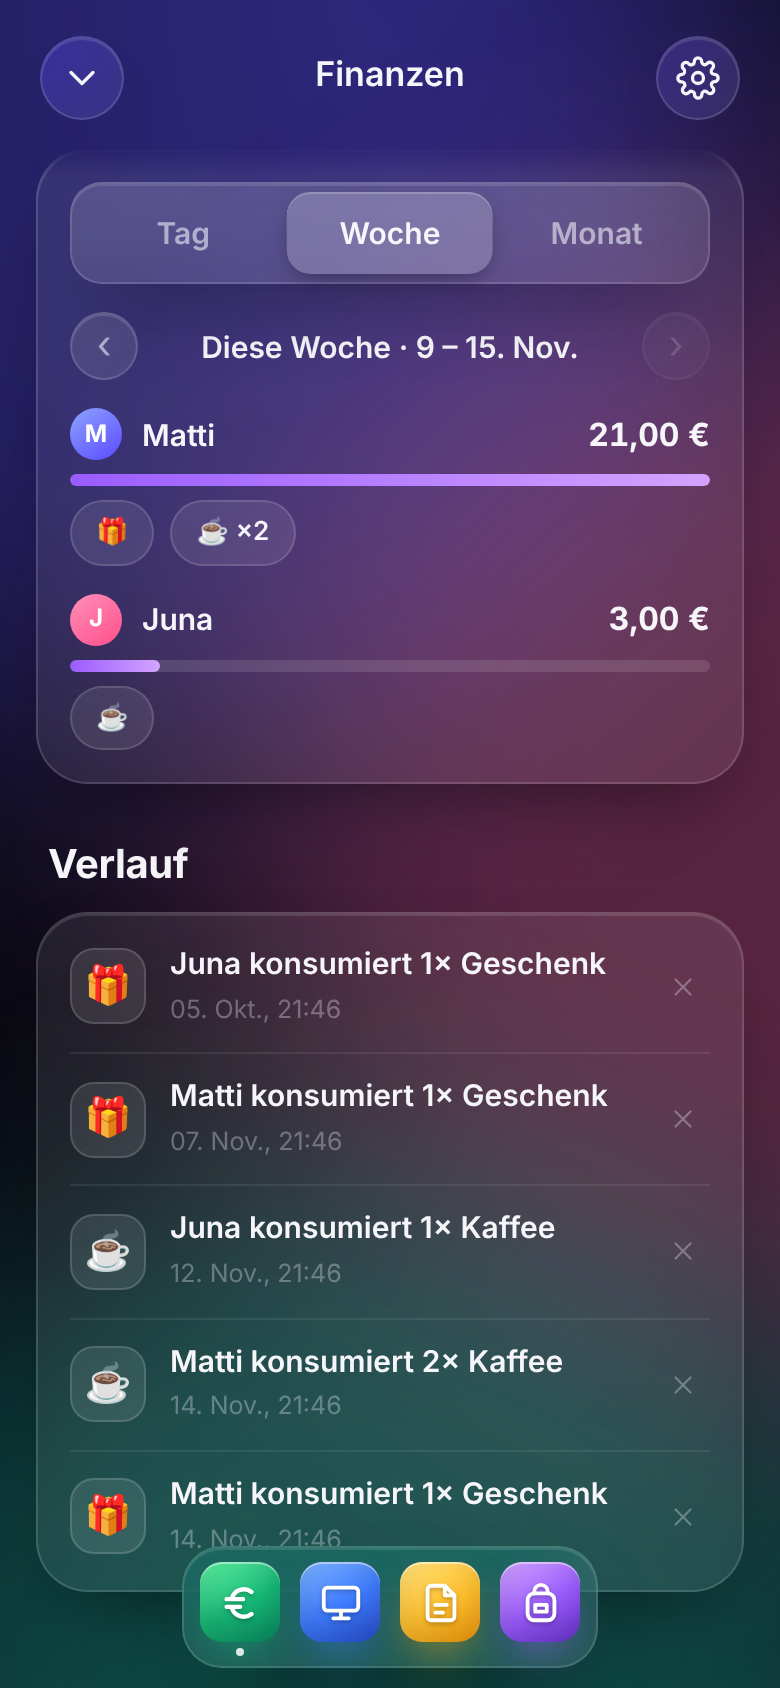 Finanzen
Tag Woche Monat
Diese Woche · 9 – 15. Nov.
M Matti 21,00 €
×2
J Juna 3,00 €
Verlauf
Juna konsumiert 1× Geschenk
05. Okt., 21:46
Matti konsumiert 1× Geschenk
07. Nov., 21:46
Juna konsumiert 1× Kaffee
12. Nov., 21:46
Matti konsumiert 2× Kaffee
14. Nov., 21:46
Matti konsumiert 1× Geschenk
14. Nov., 21:46
€